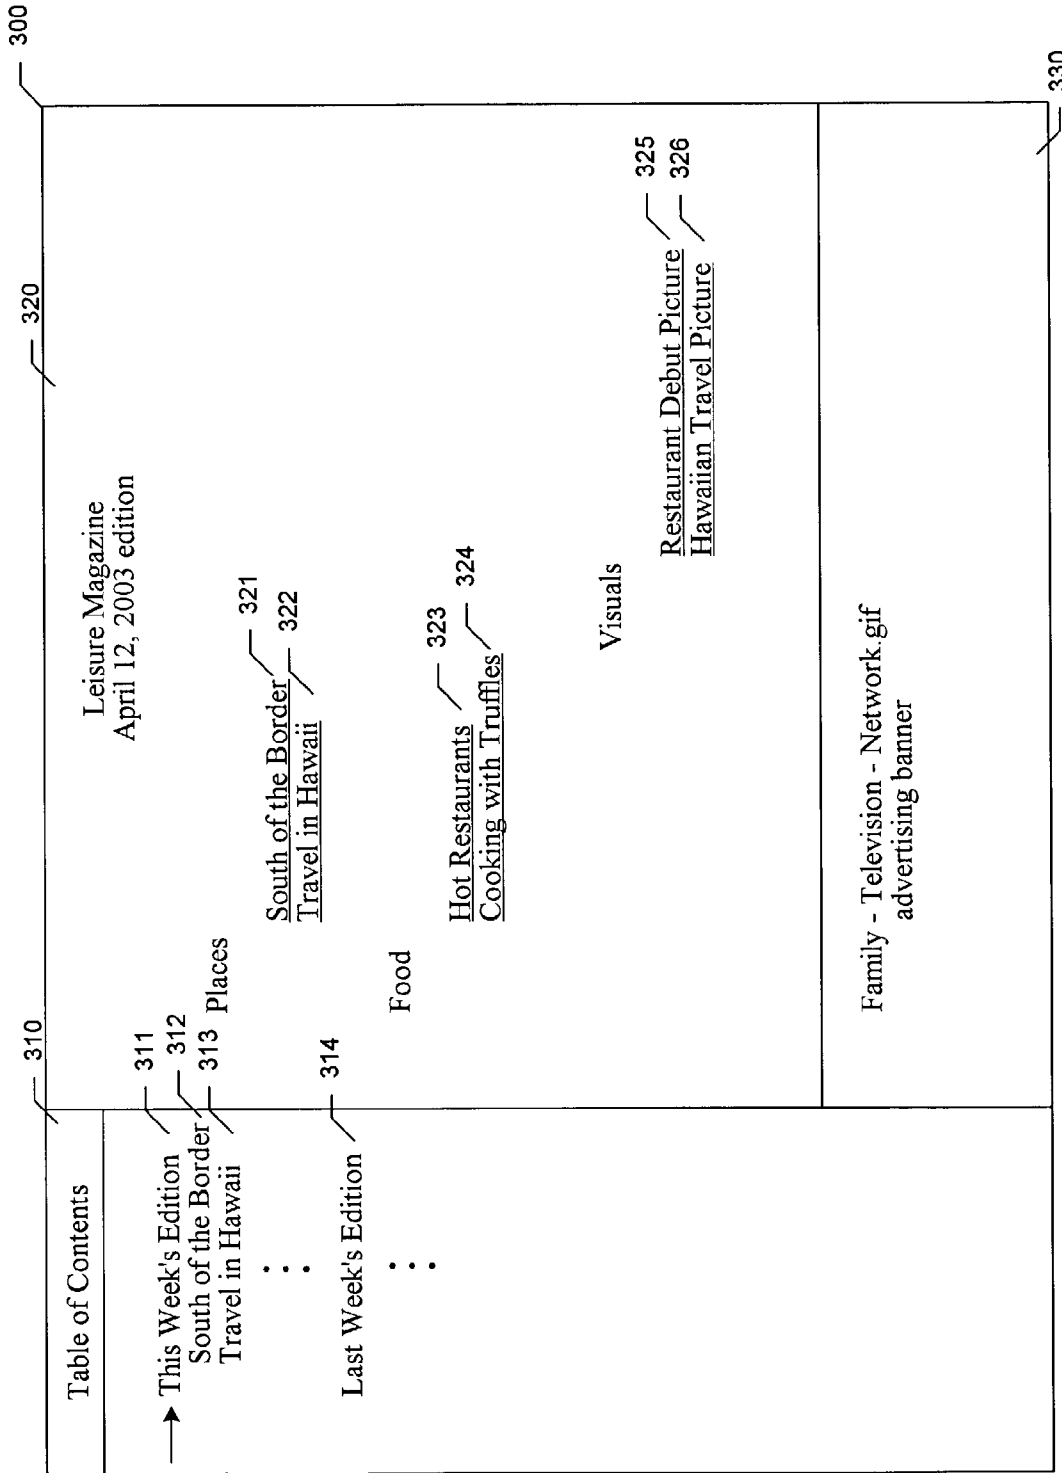 300
310
320
Table of Contents
This Week's Edition
311
South of the Border
312
Travel in Hawaii
313
Last Week's Edition
314
Leisure Magazine
April 12, 2003 edition
Places
South of the Border
321
Travel in Hawaii
322
Food
Hot Restaurants
323
Cooking with Truffles
324
Visuals
Restaurant Debut Picture
325
Hawaiian Travel Picture
326
Family - Television - Network.gif
advertising banner
330